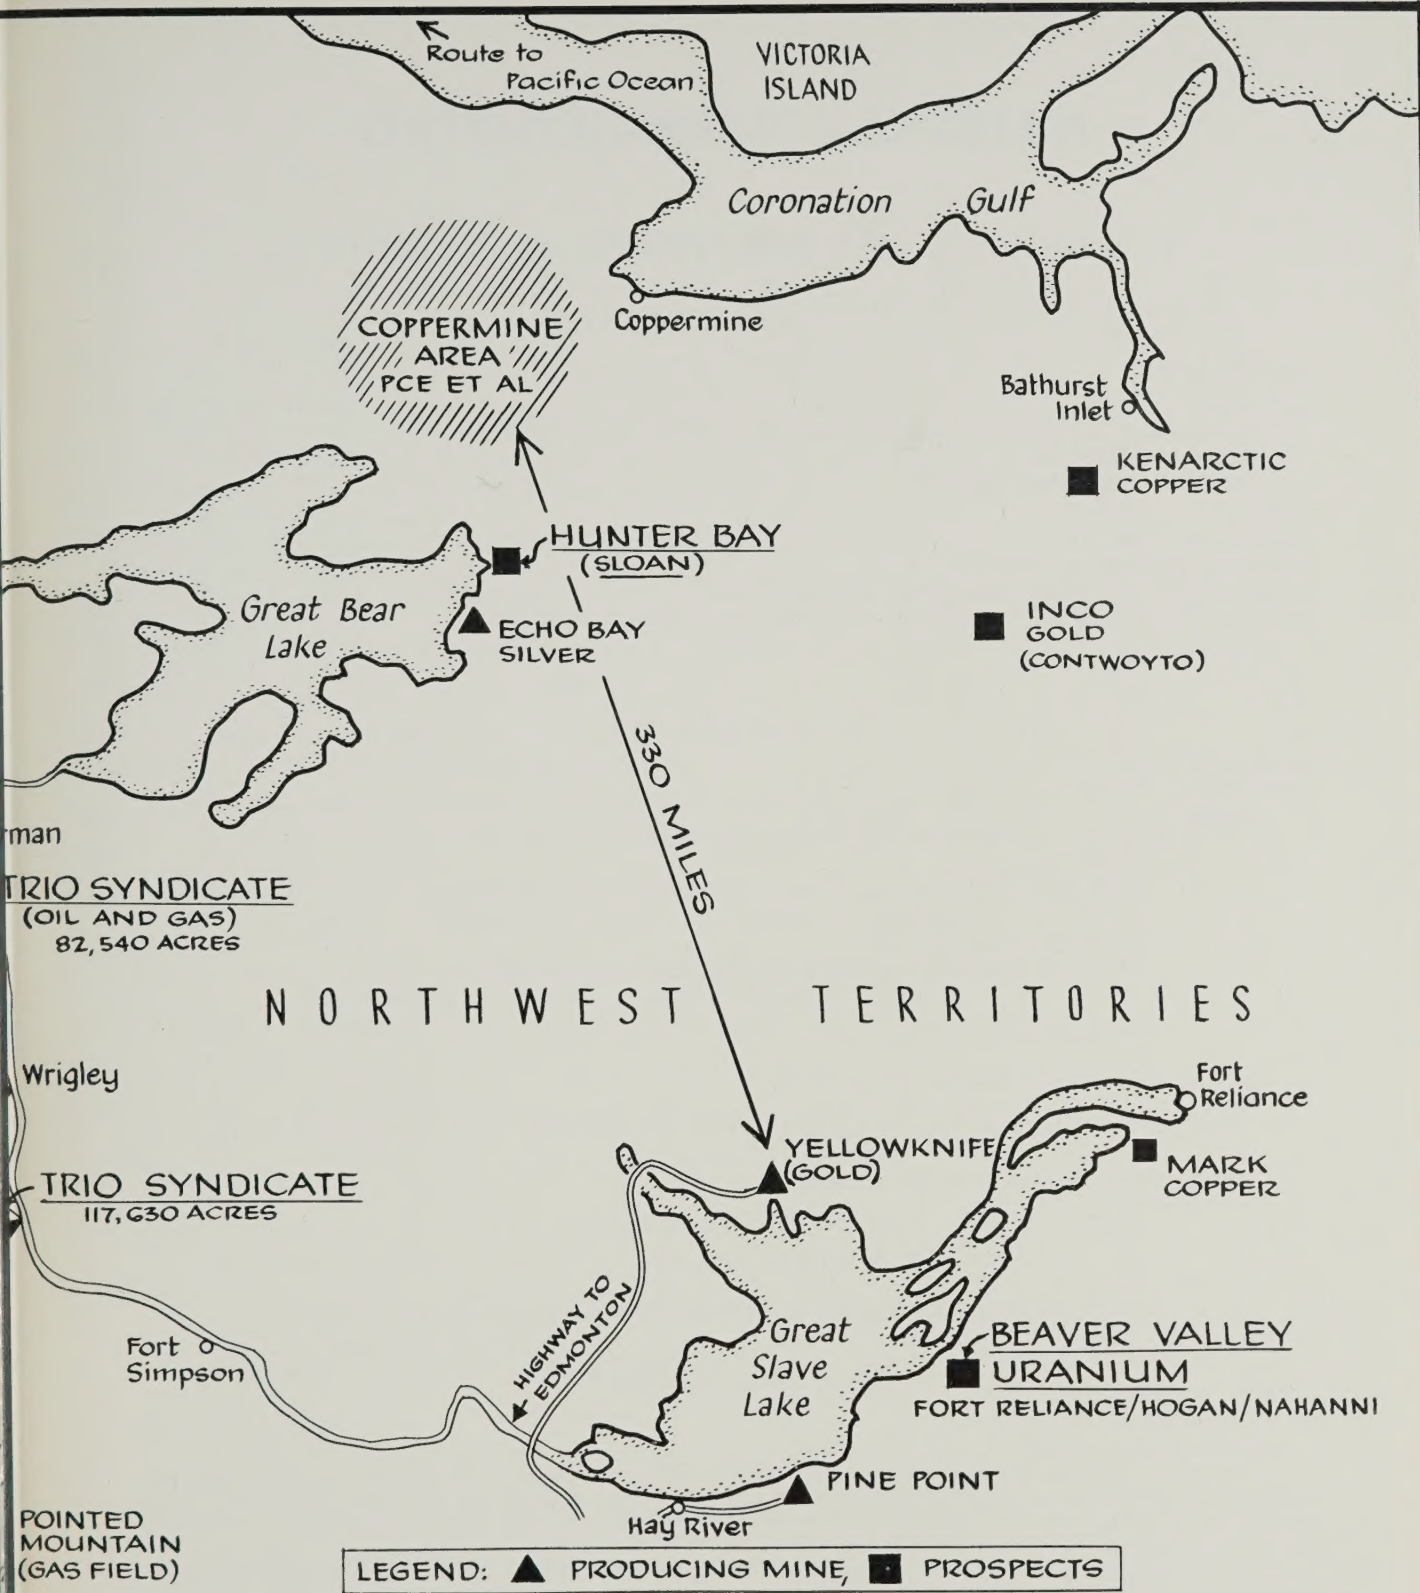 Route to
Pacific Ocean
VICTORIA
ISLAND
Coronation Gulf
COPPERMINE
AREA
PCE ET AL
Coppermine
Bathurst
Inlet
KENARCTIC
COPPER
HUNTER BAY
(SLOAN)
Great Bear
Lake
ECHO BAY
SILVER
INCO
GOLD
(CONTWOYTO)
330 MILES
rman
TRIO SYNDICATE
(OIL AND GAS)
82,540 ACRES
NORTHWEST TERRITORIES
Wrigley
Fort
Reliance
YELLOWKNIFE
(GOLD)
MARK
COPPER
TRIO SYNDICATE
117,630 ACRES
HIGHWAY TO
EDMONTON
Fort
Simpson
Great
Slave
Lake
BEAVER VALLEY
URANIUM
FORT RELIANCE/HOGAN/NAHANNI
PINE POINT
Hay River
POINTED
MOUNTAIN
(GAS FIELD)
LEGEND: ▲ PRODUCING MINE, ■ PROSPECTS